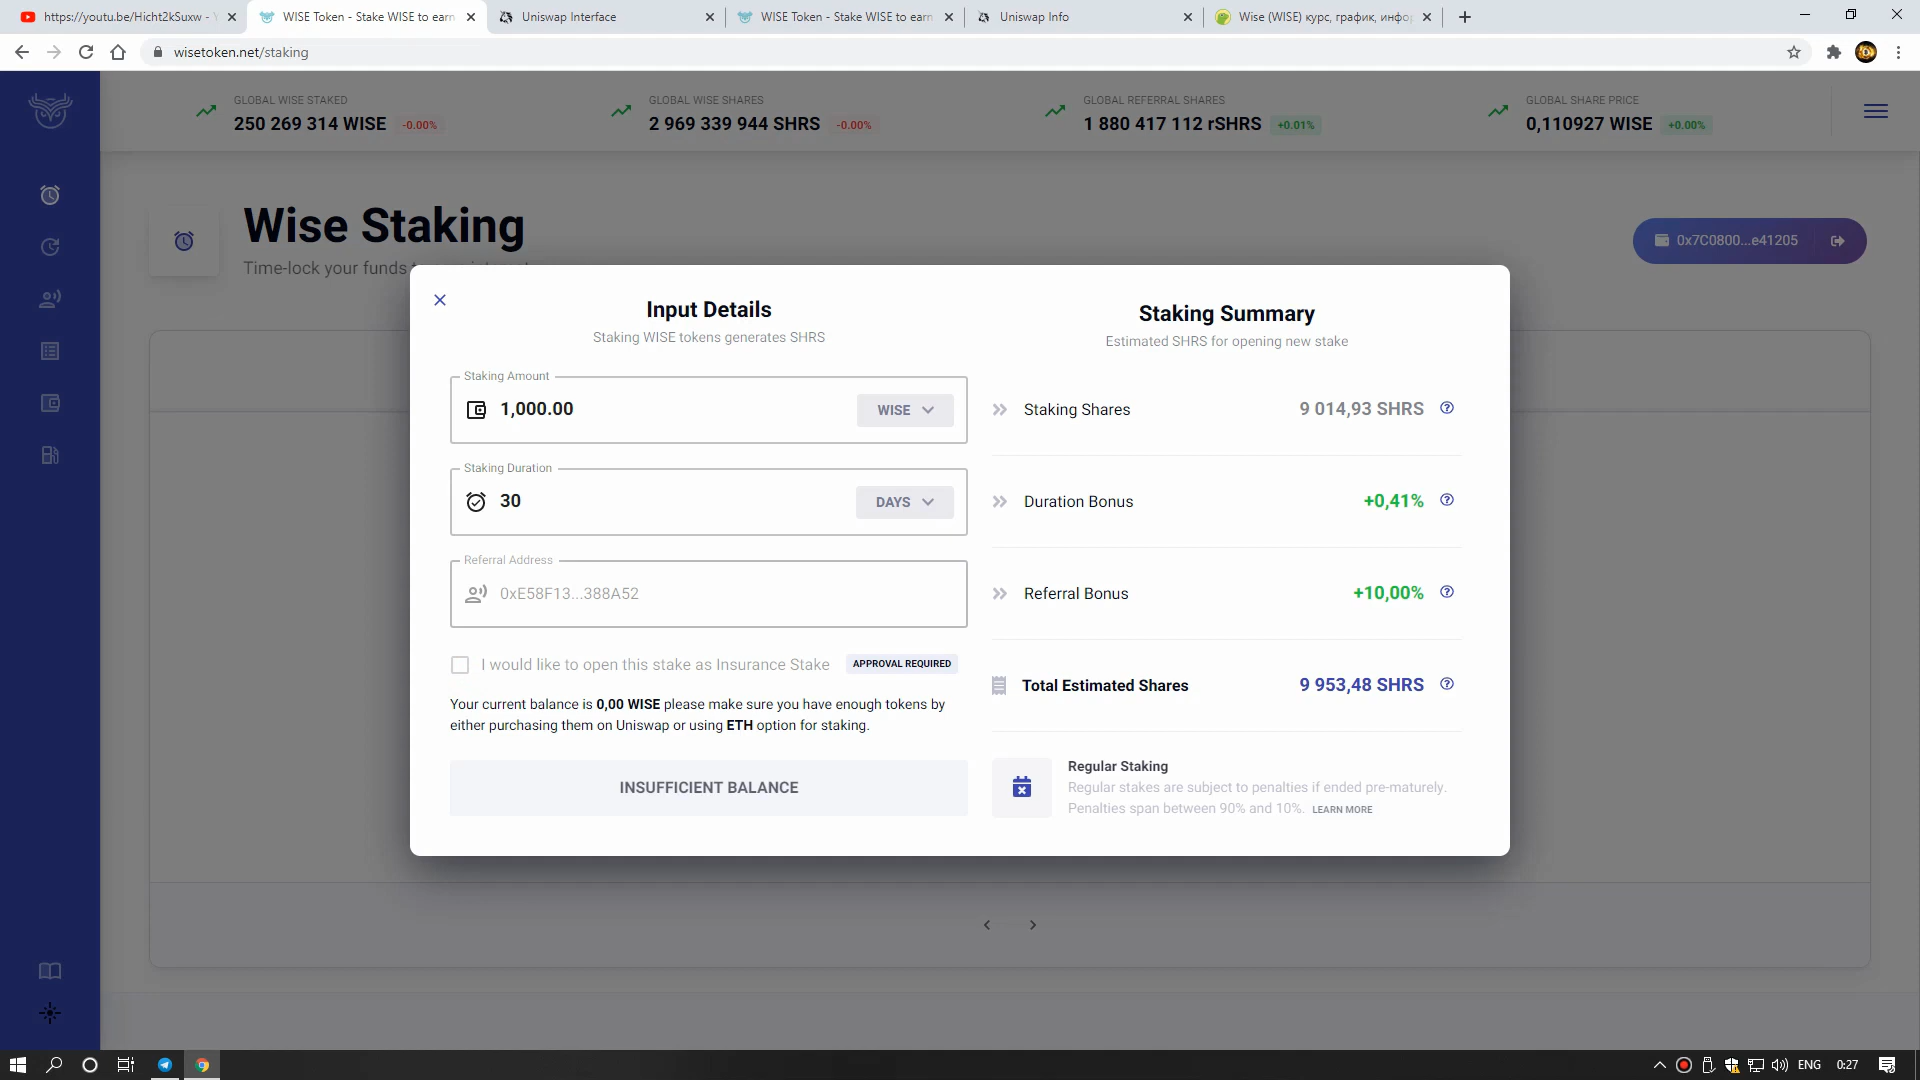 https://youtu.be/Hicht2kSuxw -
WISE Token - Stake WISE to earn
Uniswap Interface
WISE Token - Stake WISE to earn
Uniswap Info
Wise (WISE) курс, график, инфо
wisetoken.net/staking
GLOBAL WISE STAKED
250 269 314 WISE -0.00%
GLOBAL WISE SHARES
2 969 339 944 SHRS -0.00%
GLOBAL REFERRAL SHARES
1 880 417 112 rSHRS +0.01%
GLOBAL SHARE PRICE
0,110927 WISE +0.00%
Wise Staking
Time-lock your funds
0x7C0800...e41205
Input Details
Staking WISE tokens generates SHRS
Staking Amount
1,000.00 WISE
Staking Duration
30 DAYS
Referral Address
0xE58F13...388A52
I would like to open this stake as Insurance Stake APPROVAL REQUIRED
Your current balance is 0,00 WISE please make sure you have enough tokens by
either purchasing them on Uniswap or using ETH option for staking.
INSUFFICIENT BALANCE
Staking Summary
Estimated SHRS for opening new stake
Staking Shares 9 014,93 SHRS
Duration Bonus +0,41%
Referral Bonus +10,00%
Total Estimated Shares 9 953,48 SHRS
Regular Staking
Regular stakes are subject to penalties if ended pre-maturely.
Penalties span between 90% and 10%. LEARN MORE
ENG 0:27